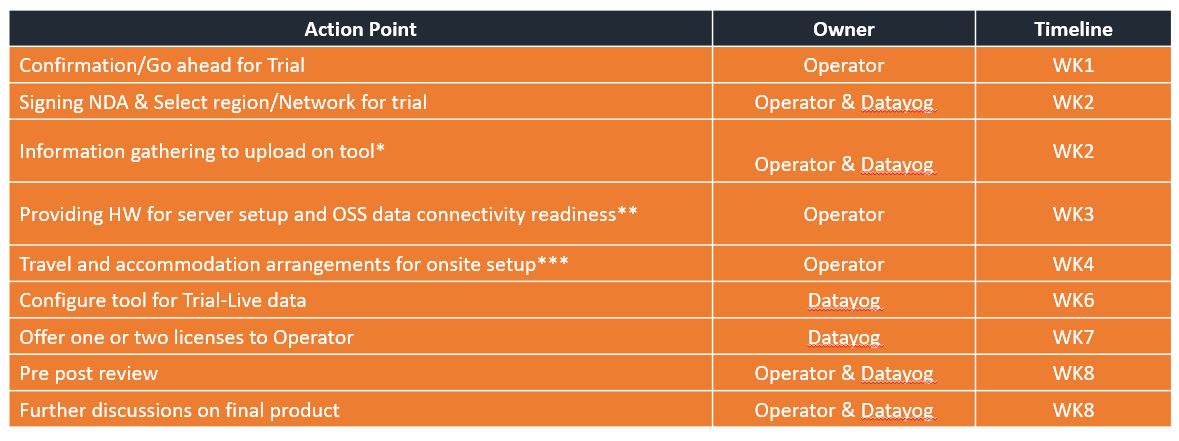 Action Point Owner Timeline
Confirmation/Go ahead for Trial Operator WK1
Signing NDA & Select region/Network for trial Operator & Datayog WK2
Information gathering to upload on tool* Operator & Datayog WK2
Providing HW for server setup and OSS data connectivity readiness** Operator WK3
Travel and accommodation arrangements for onsite setup*** Operator WK4
Configure tool for Trial-Live data Datayog WK6
Offer one or two licenses to Operator Datayog WK7
Pre post review Operator & Datayog WK8
Further discussions on final product Operator & Datayog WK8